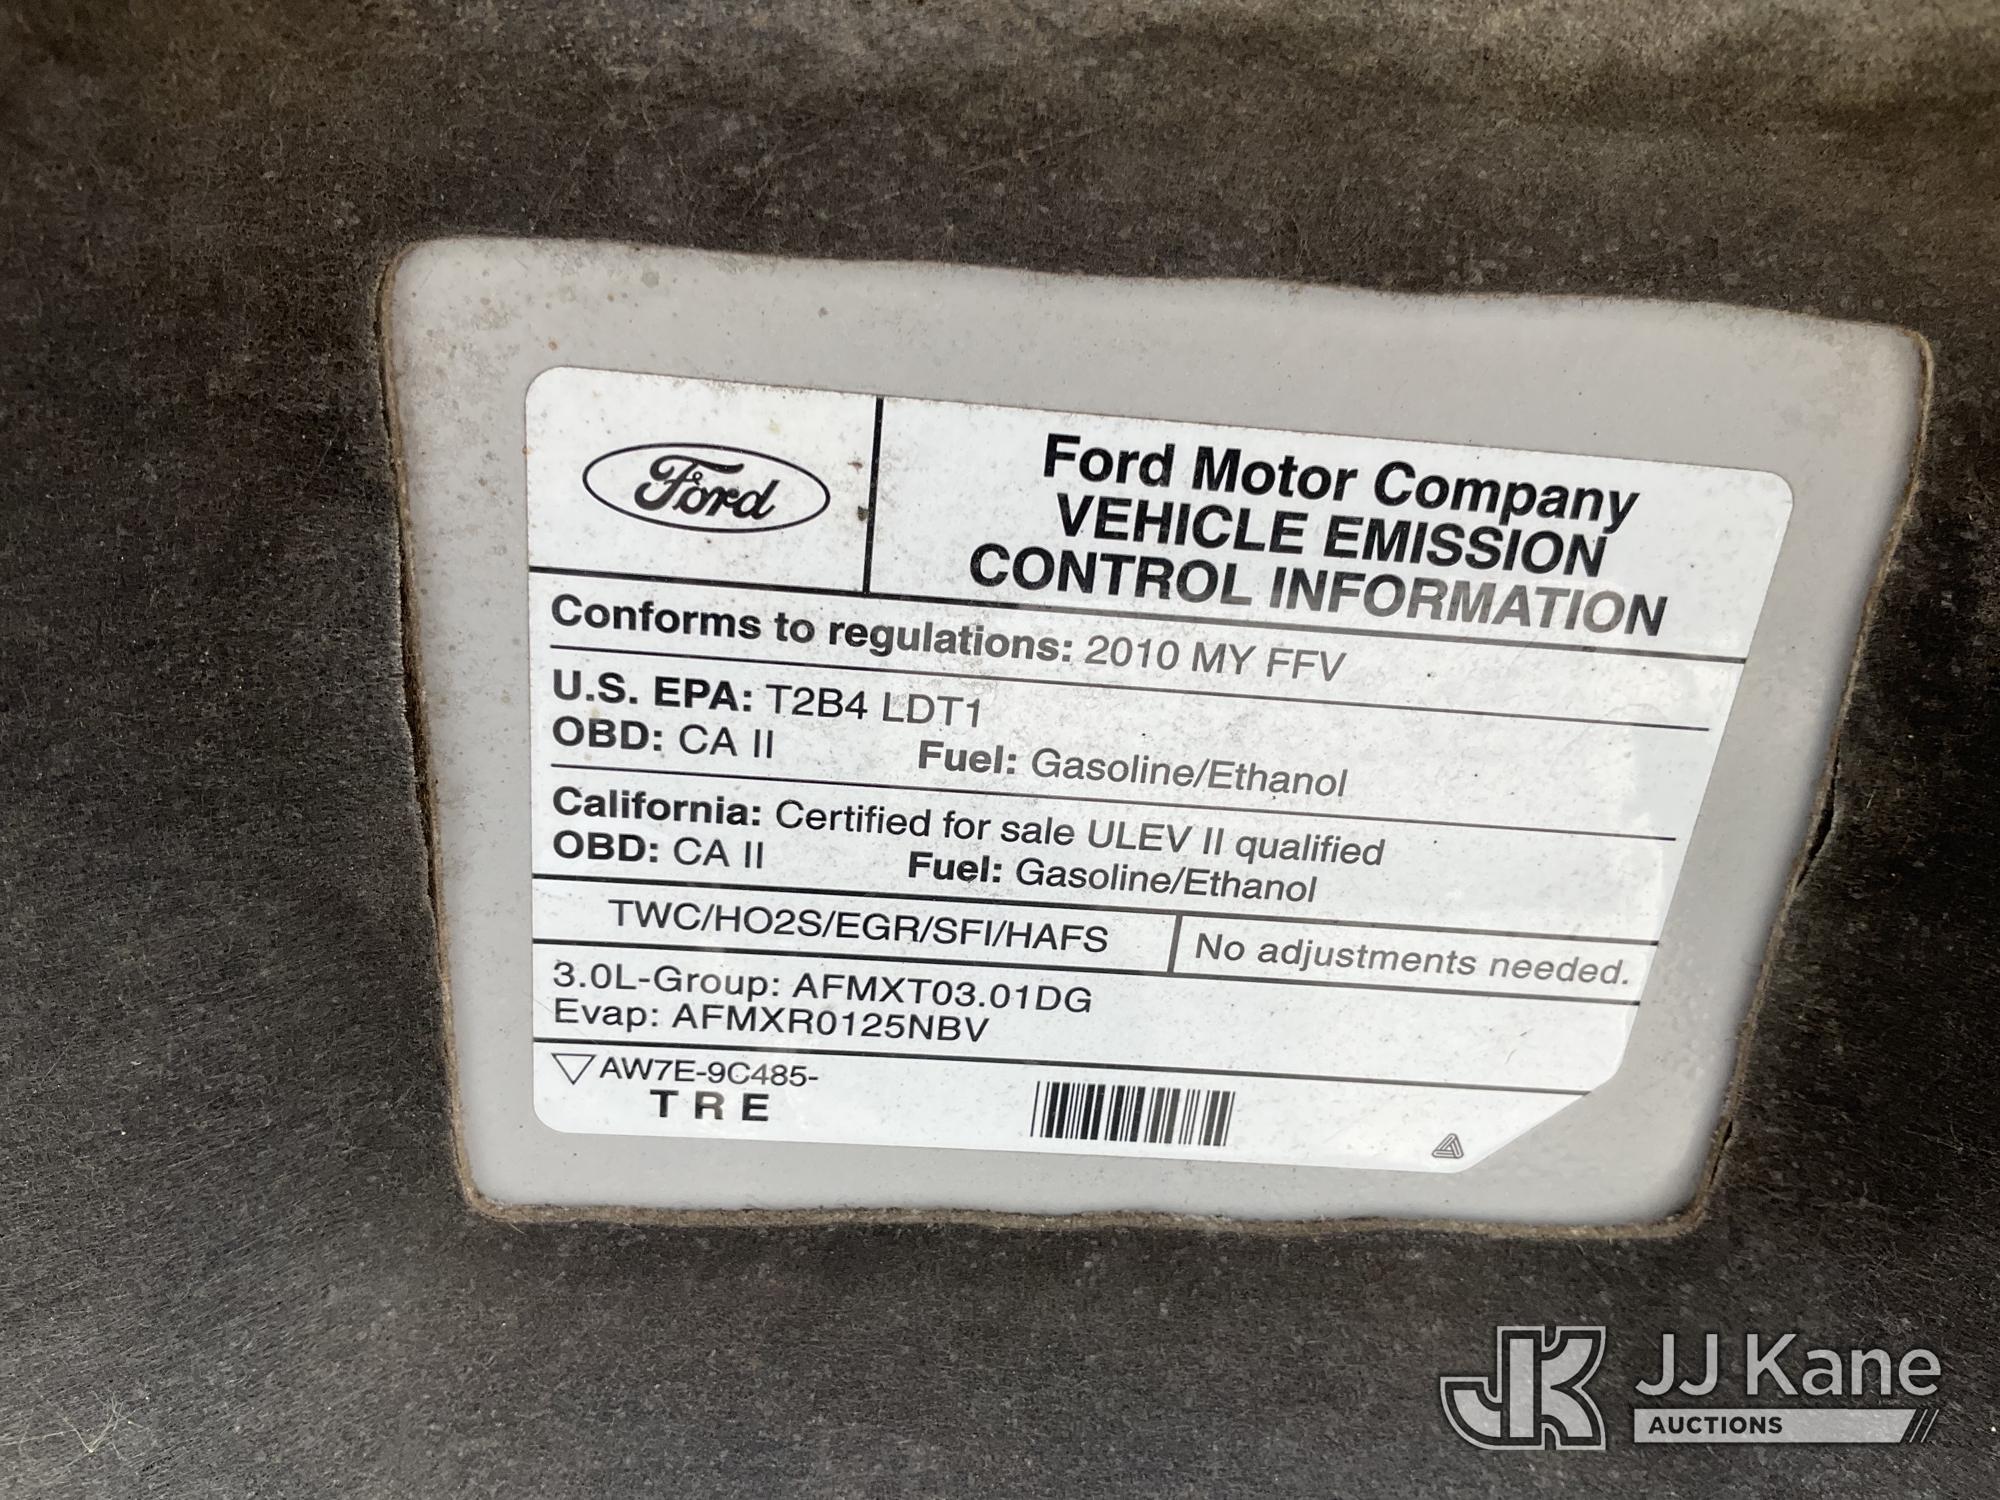 Ford
Ford Motor Company
VEHICLE EMISSION
CONTROL INFORMATION
Conforms to regulations: 2010 MY FFV
U.S. EPA: T2B4 LDT1
OBD: CA II Fuel: Gasoline/Ethanol
California: Certified for sale ULEV II qualified
OBD: CA II Fuel: Gasoline/Ethanol
TWC/HO2S/EGR/SFI/HAFS
No adjustments needed.
3.0L-Group: AFMXT03.01DG
Evap: AFMXR0125NBV
AW7E-9C485-
T R E
JK JJ Kane
AUCTIONS